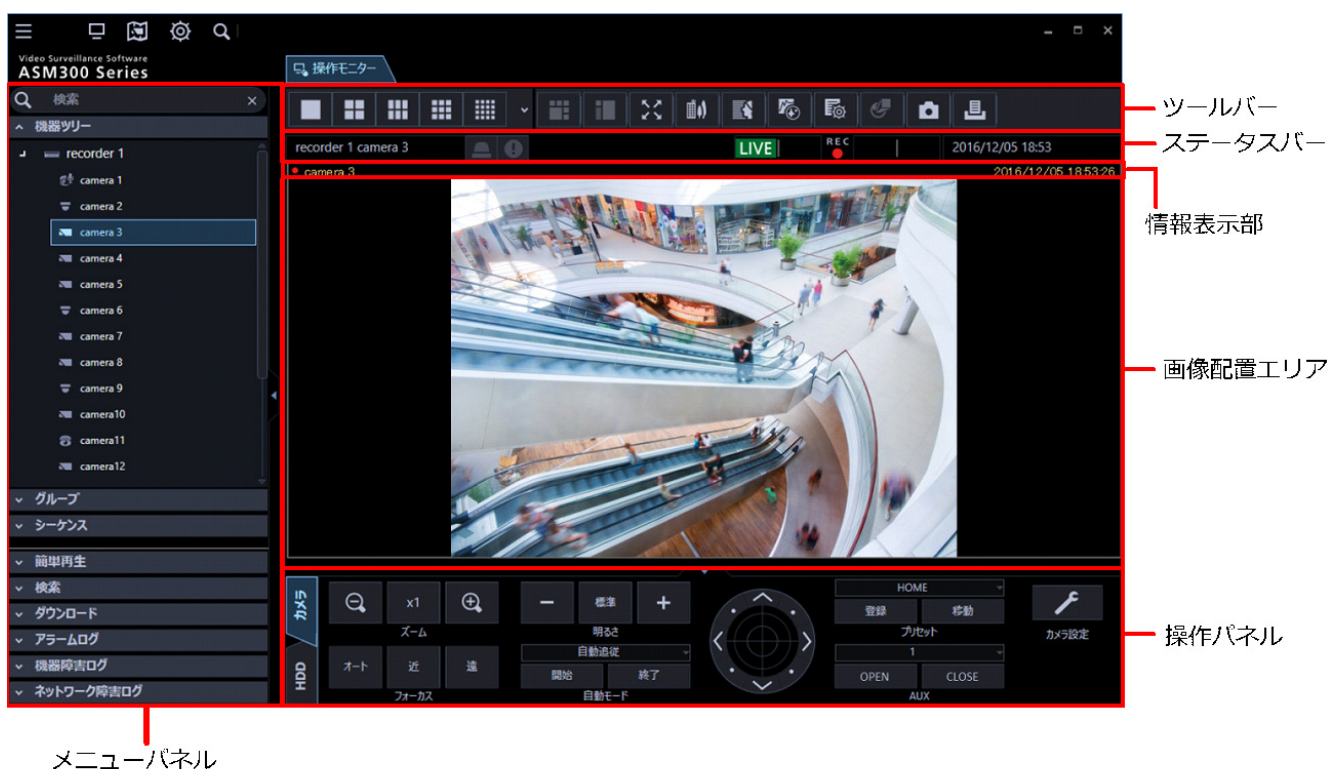 Video Surveillance Software
ASM300 Series
操作モニター
検索
機器ツリー
recorder 1
camera 1
camera 2
camera 3
camera 4
camera 5
camera 6
camera 7
camera 8
camera 9
camera10
camera11
camera12
グループ
シーケンス
簡単再生
検索
ダウンロード
アラームログ
機器障害ログ
ネットワーク障害ログ
recorder 1 camera 3
LIVE
REC
2016/12/05 18:53
camera 3
2016/12/05 18:53:26
カメラ
HDD
x1
ズーム
標準
明るさ
オート
近
遠
フォーカス
自動追従
開始
終了
自動モード
HOME
登録
移動
プリセット
1
OPEN
CLOSE
AUX
カメラ設定
ツールバー
ステータスバー
情報表示部
画像配置エリア
操作パネル
メニューパネル